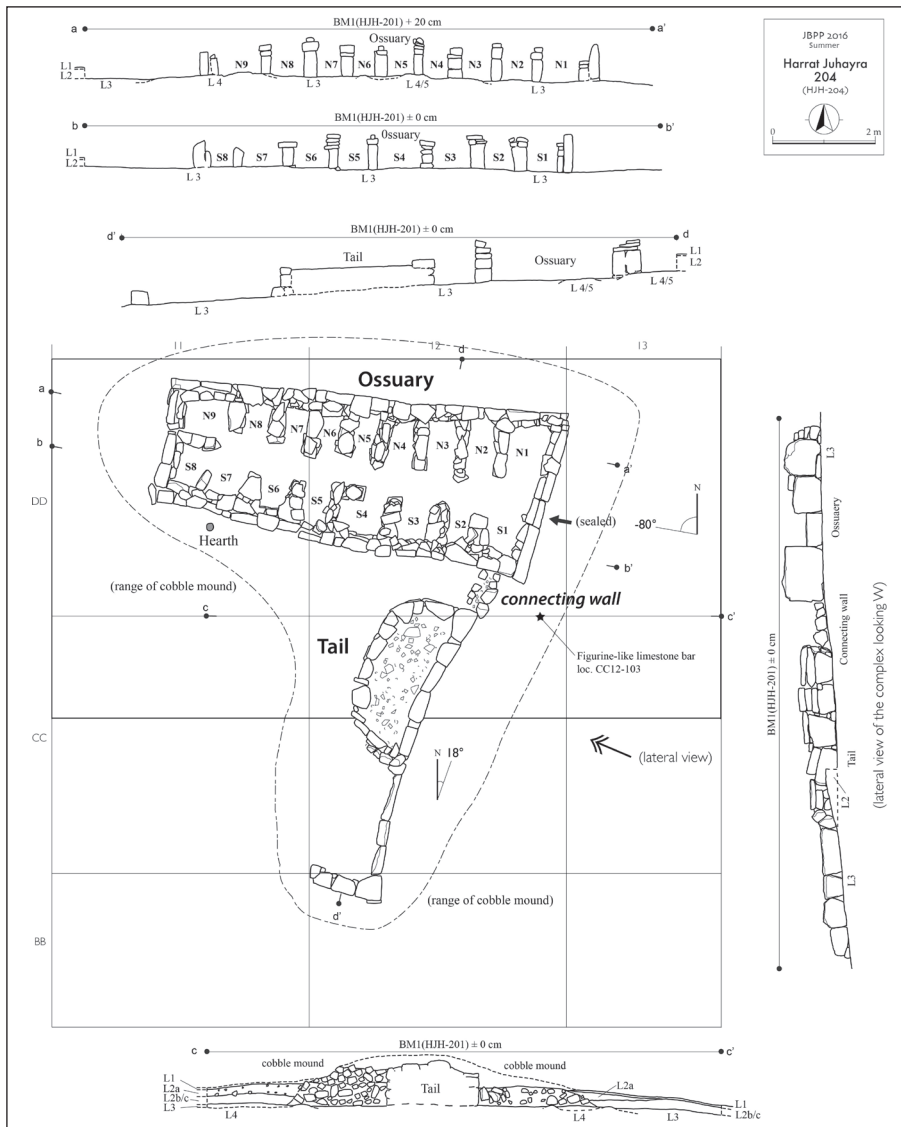 a BM1(HJH-201) + 20 cm a'
Ossuary
L1
L2
L3
L 4
N9 N8 N7 N6 N5 N4 N3 N2 N1
L 3
L 4/5
L 3
b BM1(HJH-201) ± 0 cm b'
0ssuary
L1
L2
S8 S7 S6 S5 S4 S3 S2 S1
L 3
L 3
L 3
JBPP 2016
Summer
Harrat Juhayra
204
(HJH-204)
0 2 m
BM1(HJH-201) ± 0 cm
d' d
Tail Ossuary
L1
L2
L 3
L 3
L 4/5
L 4/5
11 12 13
d
Ossuary
a
b
N9 N8 N7 N6 N5 N4 N3 N2 N1
a'
S8 S7 S6 S5 S4 S3 S2 S1
DD
(sealed)
N
-80°
Hearth
b'
(range of cobble mound)
connecting wall
c c'
Tail
Figurine-like limestone bar
loc. CC12-103
CC
N 18°
(lateral view)
d'
(range of cobble mound)
BB
BM1(HJH-201) ± 0 cm
L3
Ossuaery
Connecting wall
Tail
L2
L3
(lateral view of the complex looking W)
c BM1(HJH-201) ± 0 cm c'
cobble mound cobble mound
L1
L2a
L2b/c
L3
L4
Tail
L2a
L4
L3
L1
L2b/c